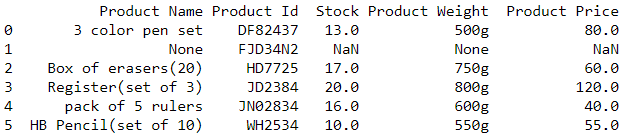 Product Name Product Id Stock Product Weight Product Price
0 3 color pen set DF82437 13.0 500g 80.0
1 None FJD34N2 NaN None NaN
2 Box of erasers(20) HD7725 17.0 750g 60.0
3 Register(set of 3) JD2384 20.0 800g 120.0
4 pack of 5 rulers JN02834 16.0 600g 40.0
5 HB Pencil(set of 10) WH2534 10.0 550g 55.0